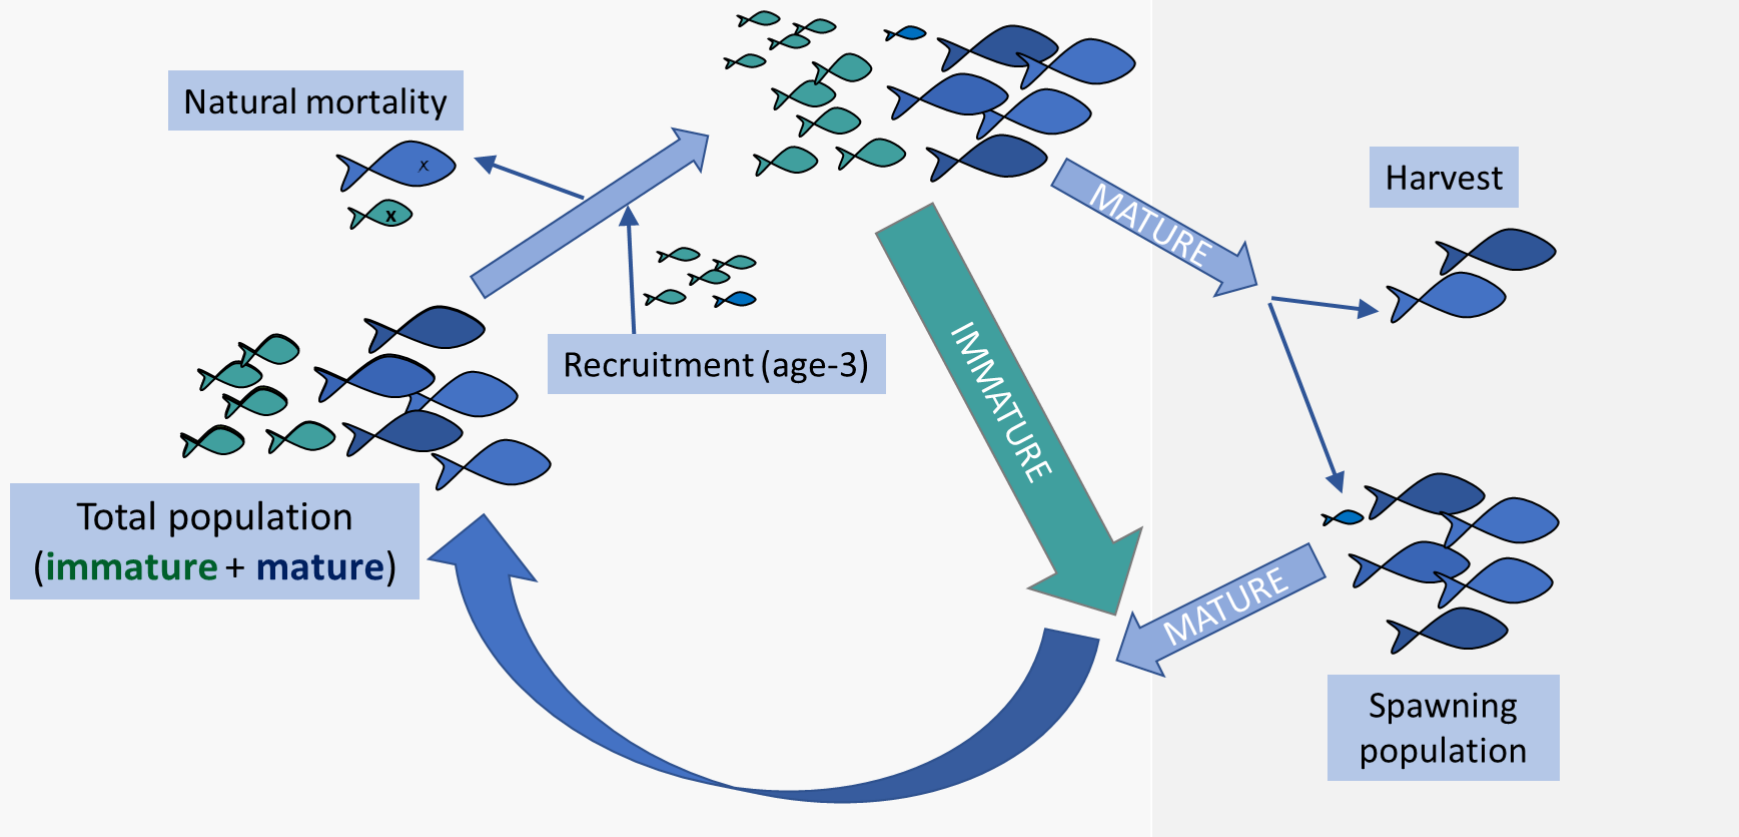 Natural mortality
x
x
MATURE
Harvest
Recruitment (age-3)
IMMATURE
Total population
(immature + mature)
MATURE
Spawning
population